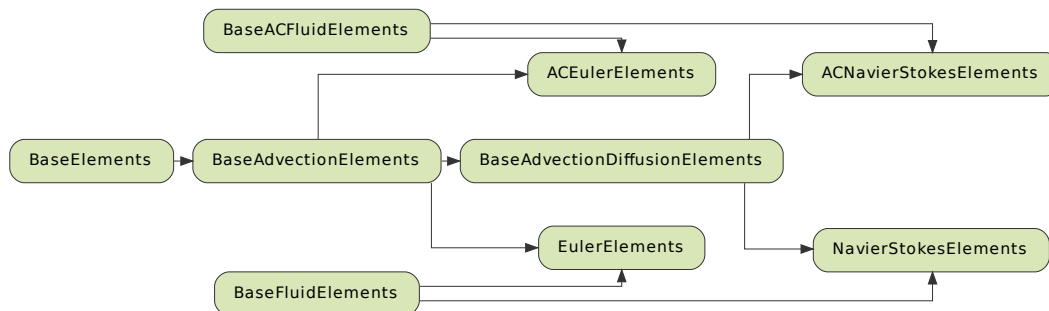 BaseACFluidElements
ACEulerElements
ACNavierStokesElements
BaseElements
BaseAdvectionElements
BaseAdvectionDiffusionElements
EulerElements
NavierStokesElements
BaseFluidElements